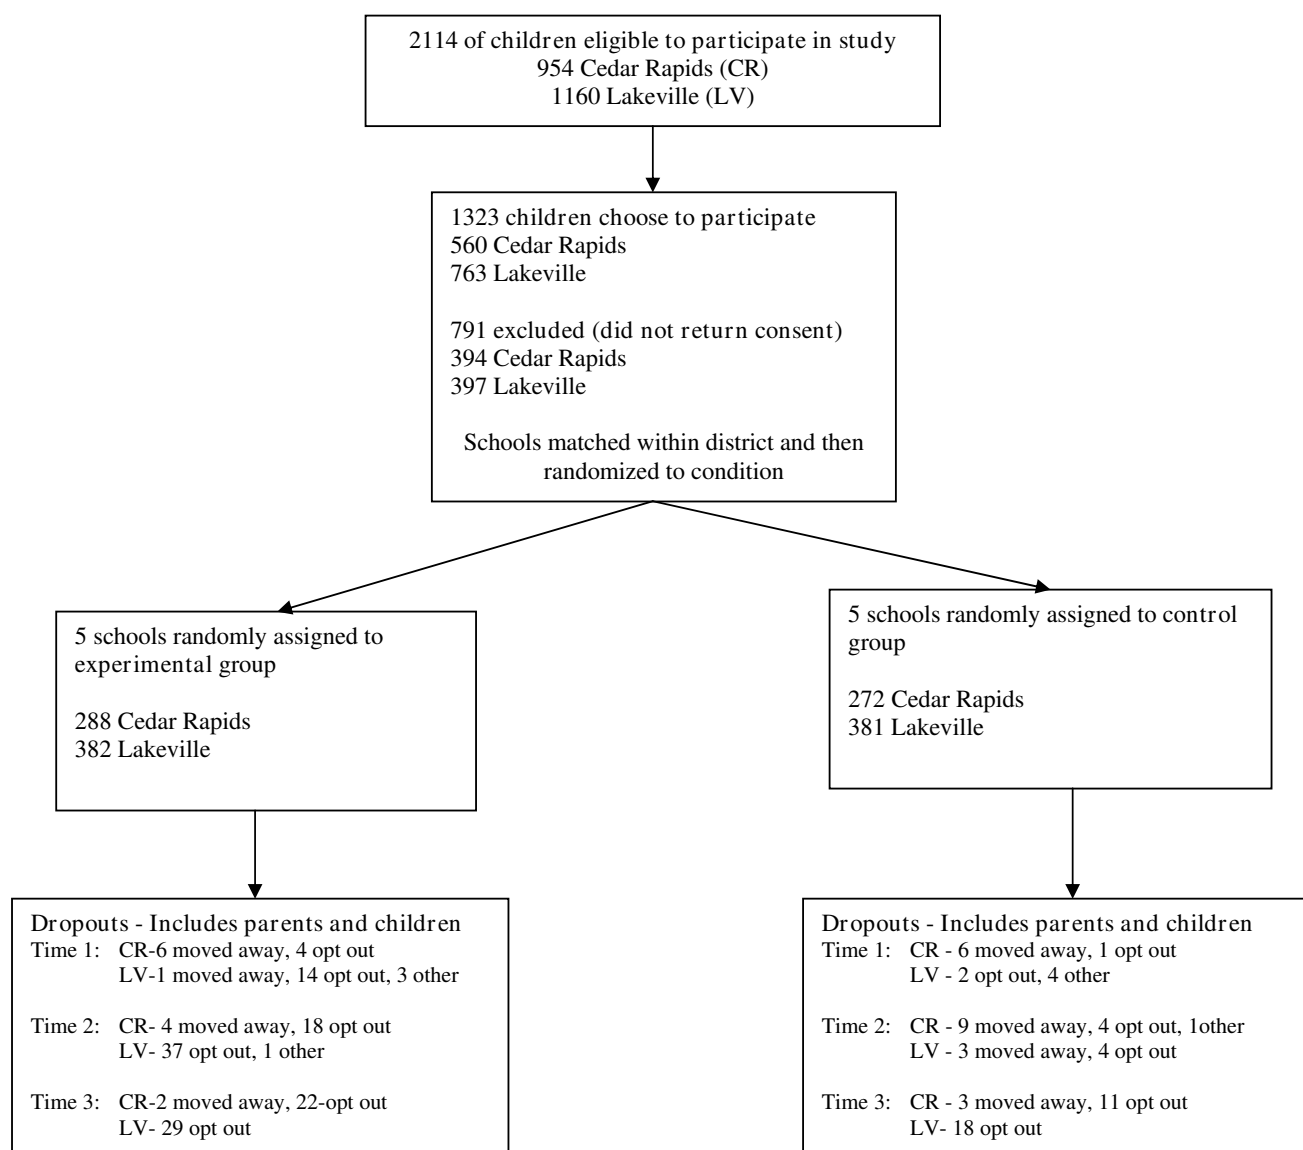 2114 of children eligible to participate in study
954 Cedar Rapids (CR)
1160 Lakeville (LV)
1323 children choose to participate
560 Cedar Rapids
763 Lakeville
791 excluded (did not return consent)
394 Cedar Rapids
397 Lakeville
Schools matched within district and then
randomized to condition
5 schools randomly assigned to
experimental group
288 Cedar Rapids
382 Lakeville
5 schools randomly assigned to control
group
272 Cedar Rapids
381 Lakeville
Dropouts - Includes parents and children
Time 1: CR-6 moved away, 4 opt out
LV-1 moved away, 14 opt out, 3 other
Time 2: CR- 4 moved away, 18 opt out
LV- 37 opt out, 1 other
Time 3: CR-2 moved away, 22-opt out
LV- 29 opt out
Dropouts - Includes parents and children
Time 1: CR - 6 moved away, 1 opt out
LV - 2 opt out, 4 other
Time 2: CR - 9 moved away, 4 opt out, 1other
LV - 3 moved away, 4 opt out
Time 3: CR - 3 moved away, 11 opt out
LV- 18 opt out